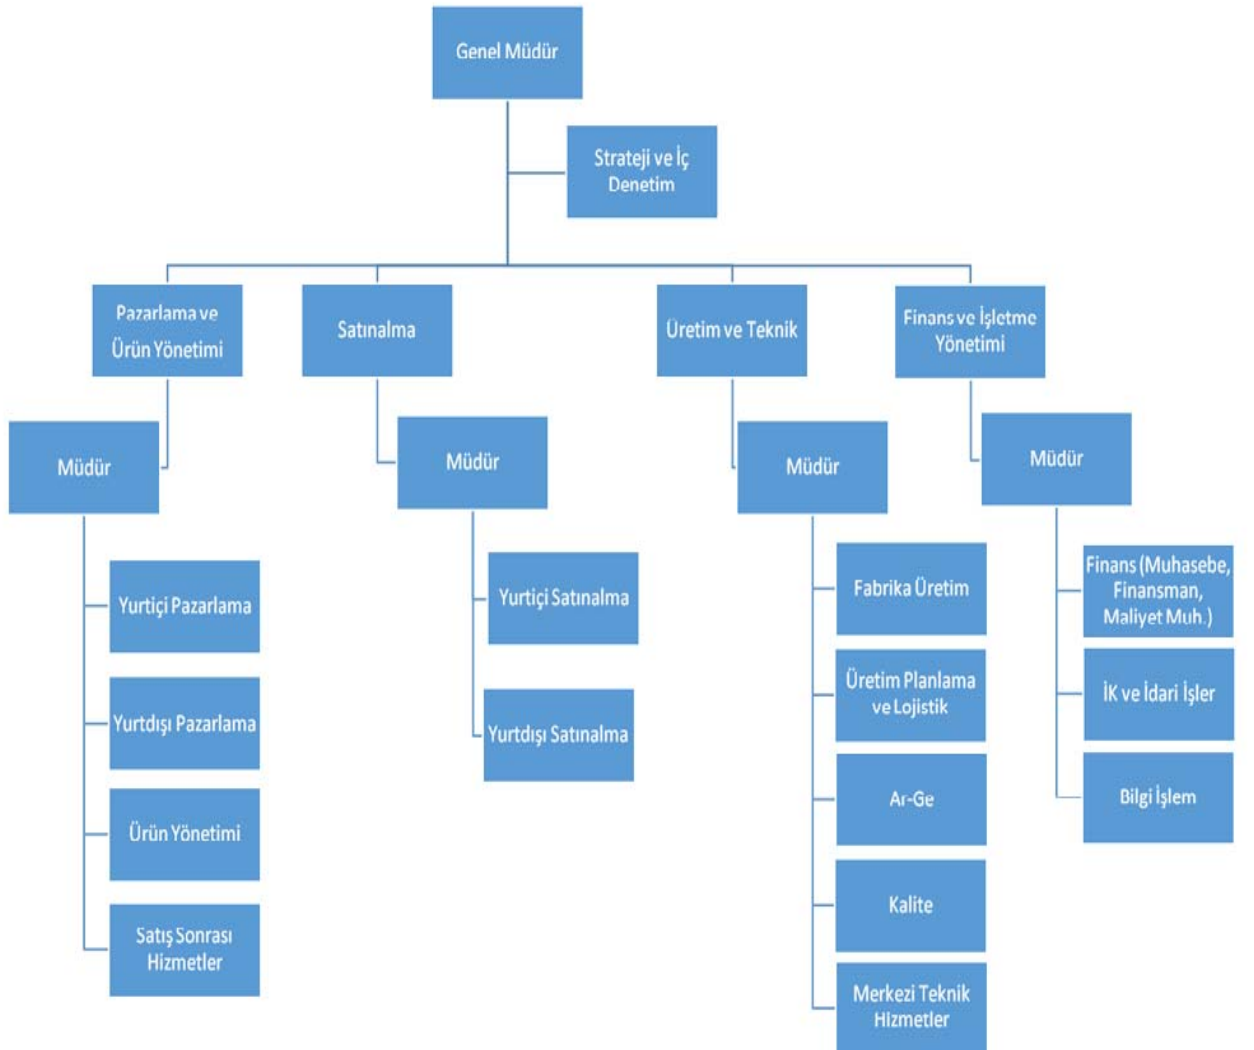 Genel Müdür
Strateji ve İç
Denetim
Pazarlama ve
Ürün Yönetimi
Satınalma
Üretim ve Teknik
Finans ve İşletme
Yönetimi
Müdür
Müdür
Müdür
Müdür
Yurtiçi Pazarlama
Yurtdışı Pazarlama
Ürün Yönetimi
Satış Sonrası
Hizmetler
Yurtiçi Satınalma
Yurtdışı Satınalma
Fabrika Üretim
Üretim Planlama
ve Lojistik
Ar-Ge
Kalite
Merkezi Teknik
Hizmetler
Finans (Muhasebe,
Finansman,
Maliyet Muh.)
İK ve İdari İşler
Bilgi İşlem